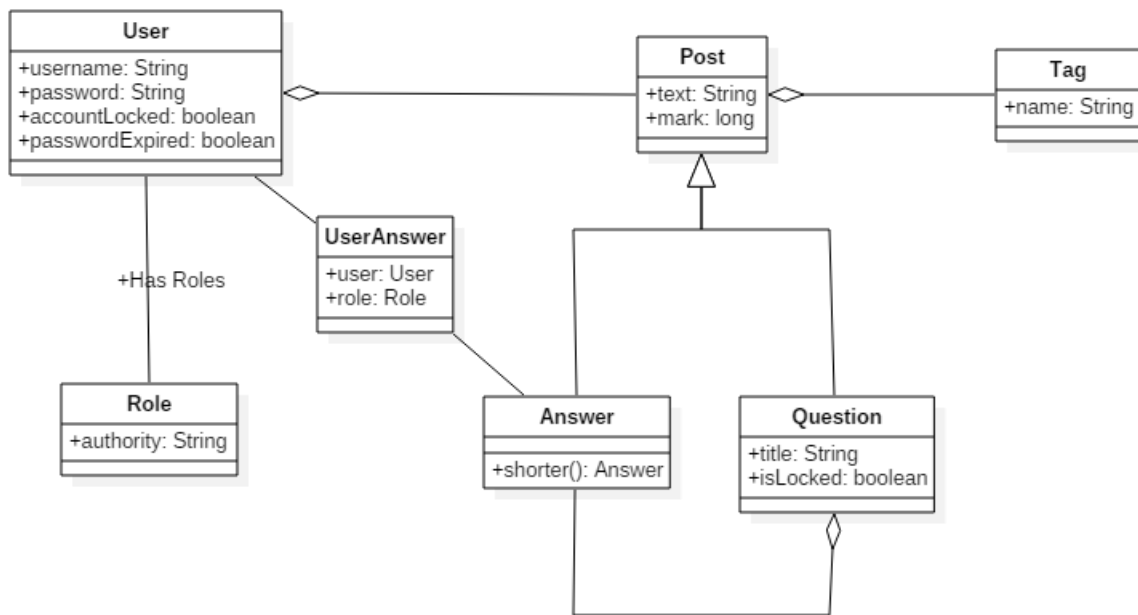 User
+username: String
+password: String
+accountLocked: boolean
+passwordExpired: boolean
Post
+text: String
+mark: long
Tag
+name: String
UserAnswer
+user: User
+role: Role
+Has Roles
Role
+authority: String
Answer
+shorter(): Answer
Question
+title: String
+isLocked: boolean